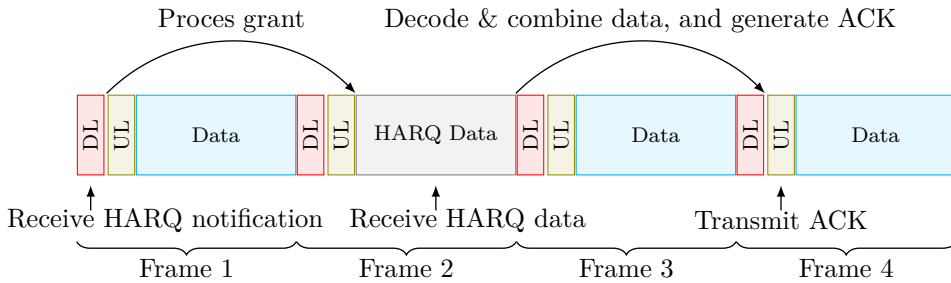 Proces grant
Decode & combine data, and generate ACK
DL UL Data DL UL HARQ Data DL UL Data DL UL Data
Receive HARQ notification Receive HARQ data Transmit ACK
Frame 1 Frame 2 Frame 3 Frame 4